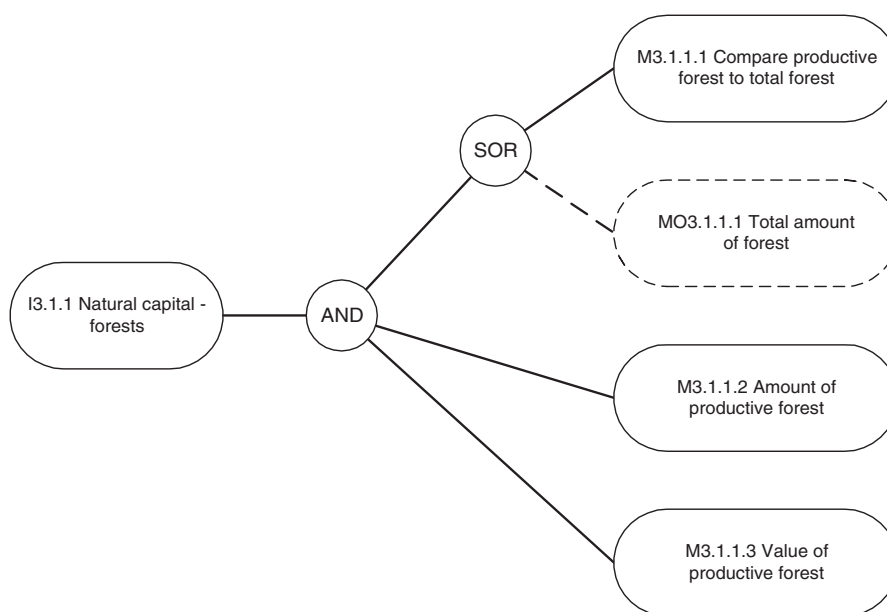 M3.1.1.1 Compare productive
forest to total forest
SOR
MO3.1.1.1 Total amount
of forest
I3.1.1 Natural capital -
forests
AND
M3.1.1.2 Amount of
productive forest
M3.1.1.3 Value of
productive forest